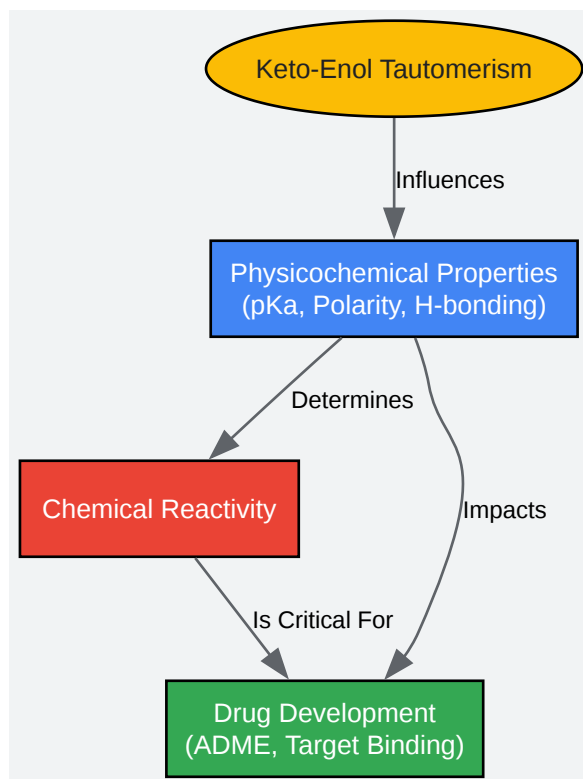 Keto-Enol Tautomerism
Influences
Physicochemical Properties
(pKa, Polarity, H-bonding)
Determines
Chemical Reactivity
Impacts
Is Critical For
Drug Development
(ADME, Target Binding)